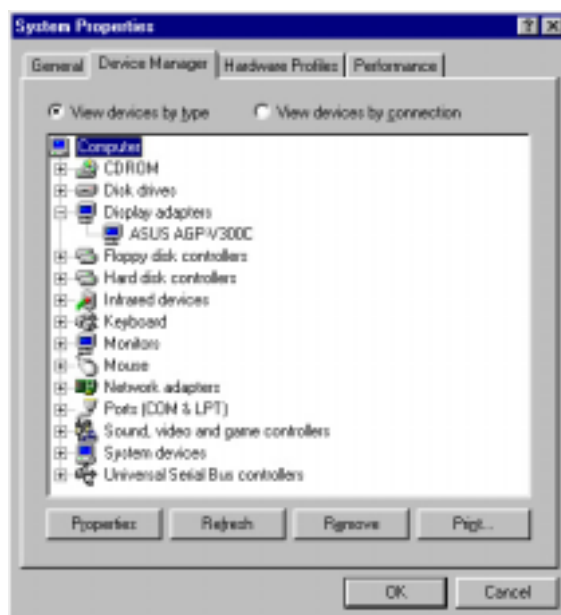 System Properties
General Device Manager Hardware Profiles Performance
View devices by type View devices by connection
Computer
CDROM
Disk drives
Display adapters
ASUS AGP-V300C
Floppy disk controllers
Hard disk controllers
Infrared devices
Keyboard
Monitors
Mouse
Network adapters
Ports (COM & LPT)
Sound, video and game controllers
System devices
Universal Serial Bus controllers
Properties Refresh Remove Print...
OK Cancel